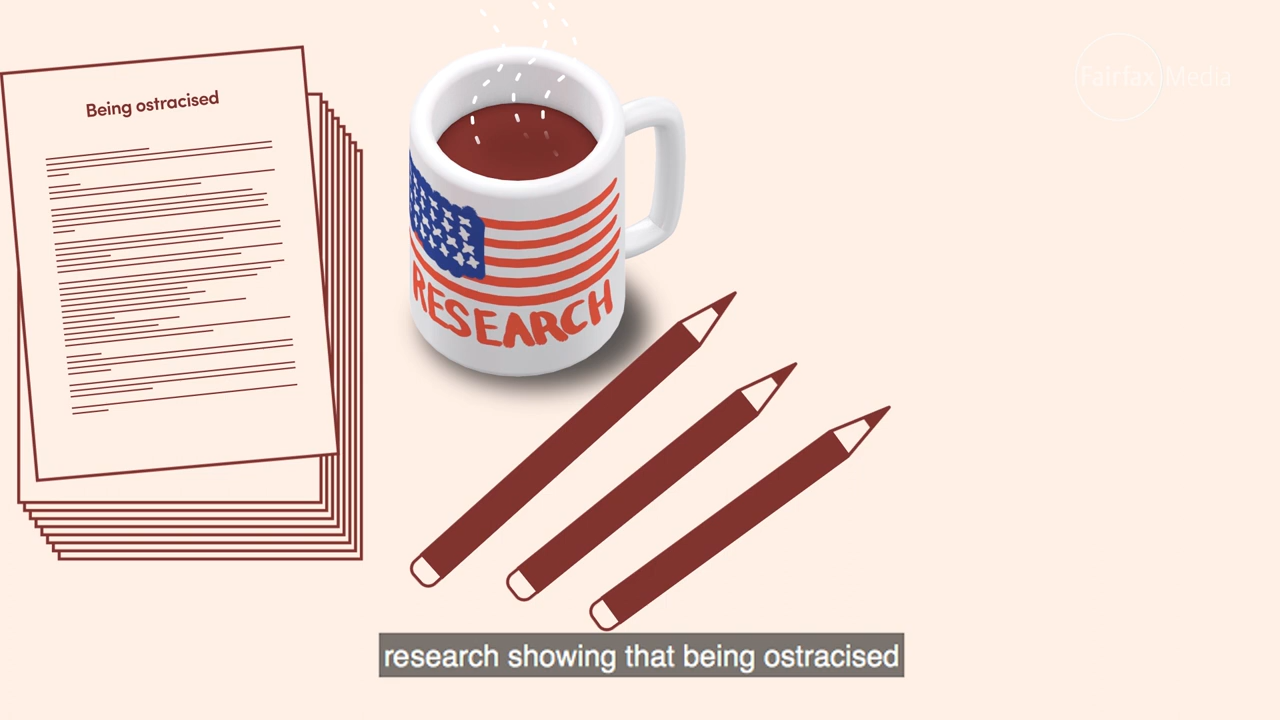 Being ostracised
Fairfax Media
RESEARCH
research showing that being ostracised